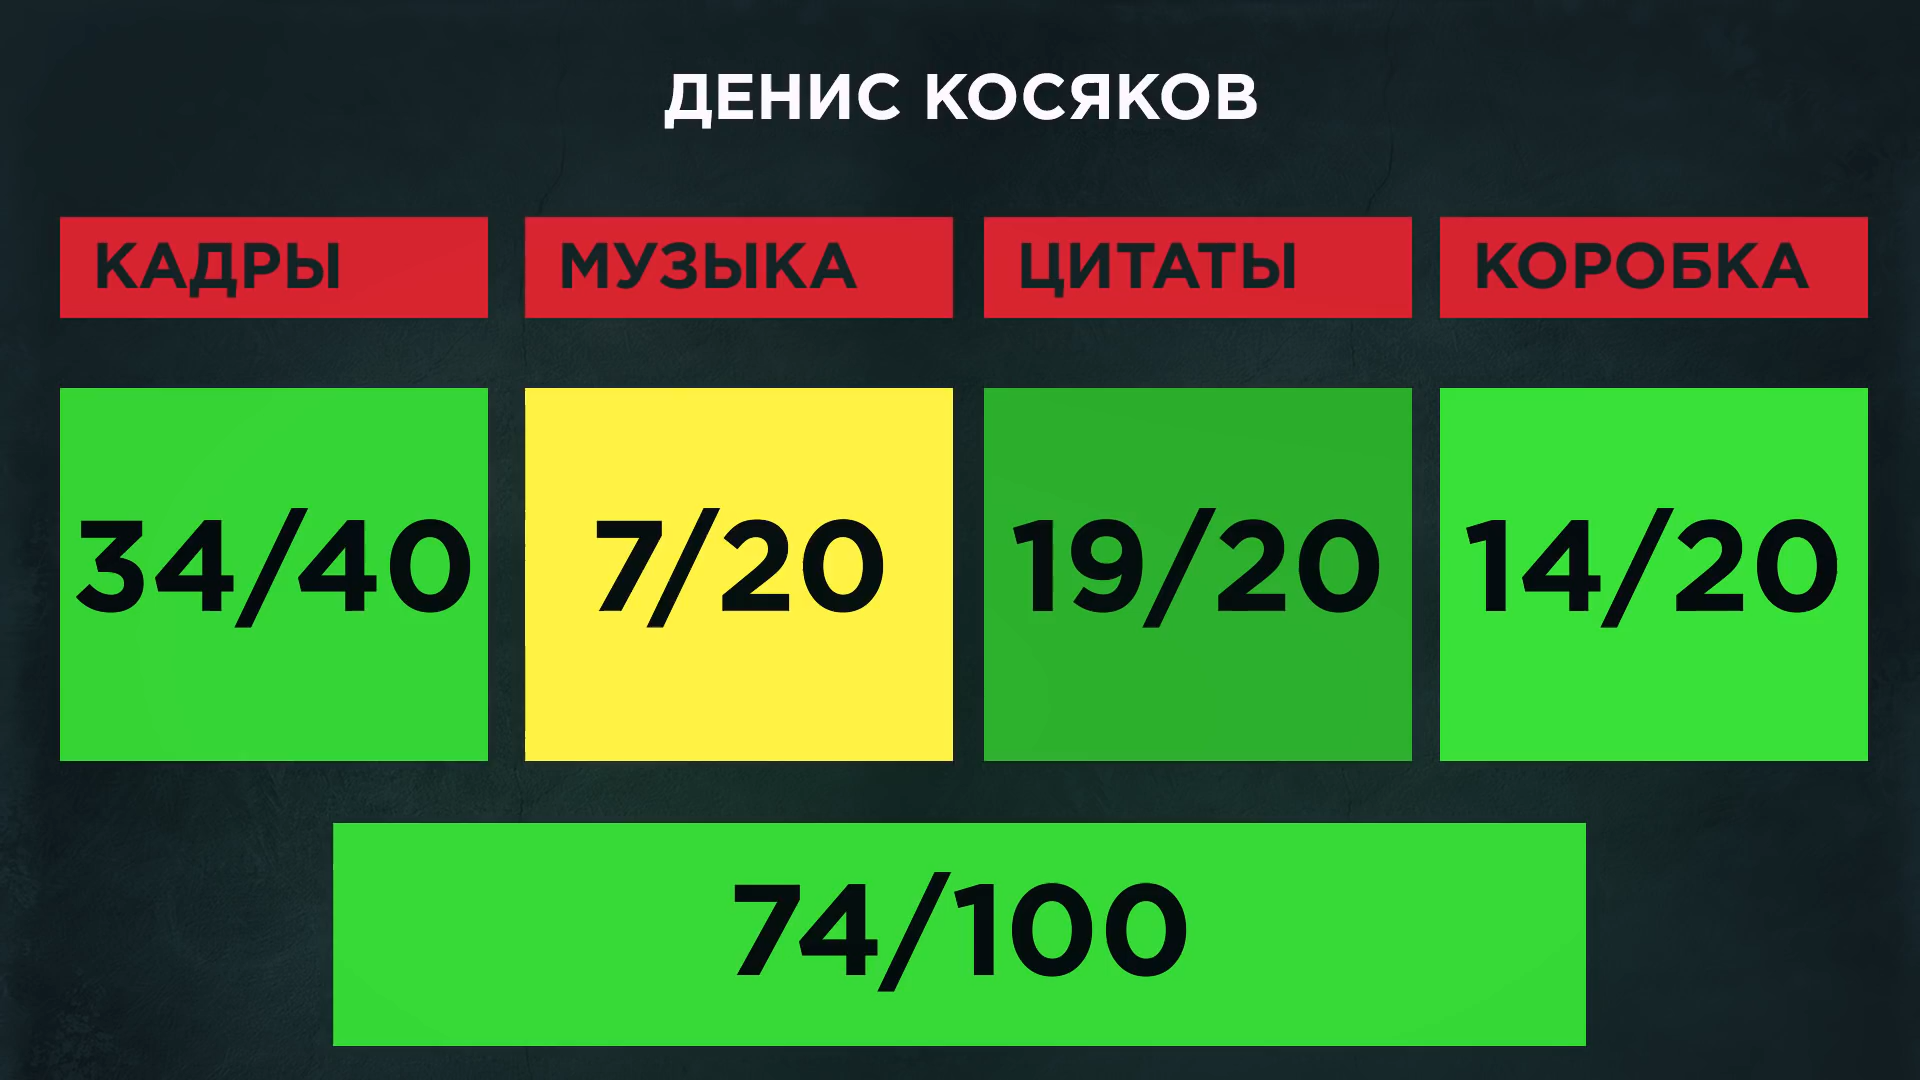 ДЕНИС КОСЯКОВ
КАДРЫ МУЗЫКА ЦИТАТЫ КОРОБКА
34/40 7/20 19/20 14/20
74/100